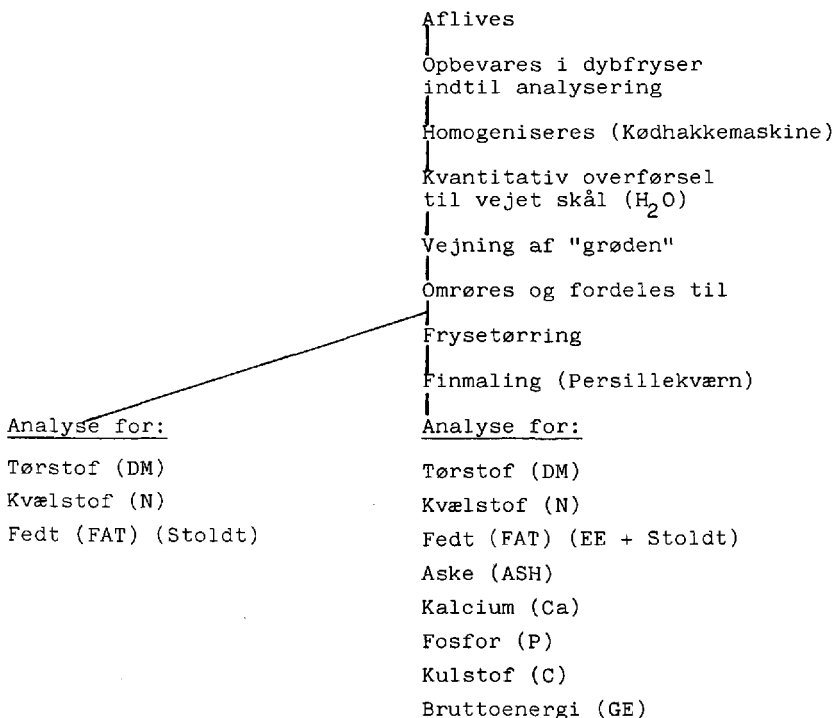 Aflives
Opbevares i dybfryser
indtil analysering
Homogeniseres (Kødhakkemaskine)
Kvantitativ overførsel
til vejet skål (H₂O)
Vejning af "grøden"
Omrøres og fordeles til
Frysetørring
Finmaling (Persillekværn)
Analyse for:
Tørstof (DM)
Kvælstof (N)
Fedt (FAT) (Stoldt)
Analyse for:
Tørstof (DM)
Kvælstof (N)
Fedt (FAT) (EE + Stoldt)
Aske (ASH)
Kalcium (Ca)
Fosfor (P)
Kulstof (C)
Bruttoenergi (GE)